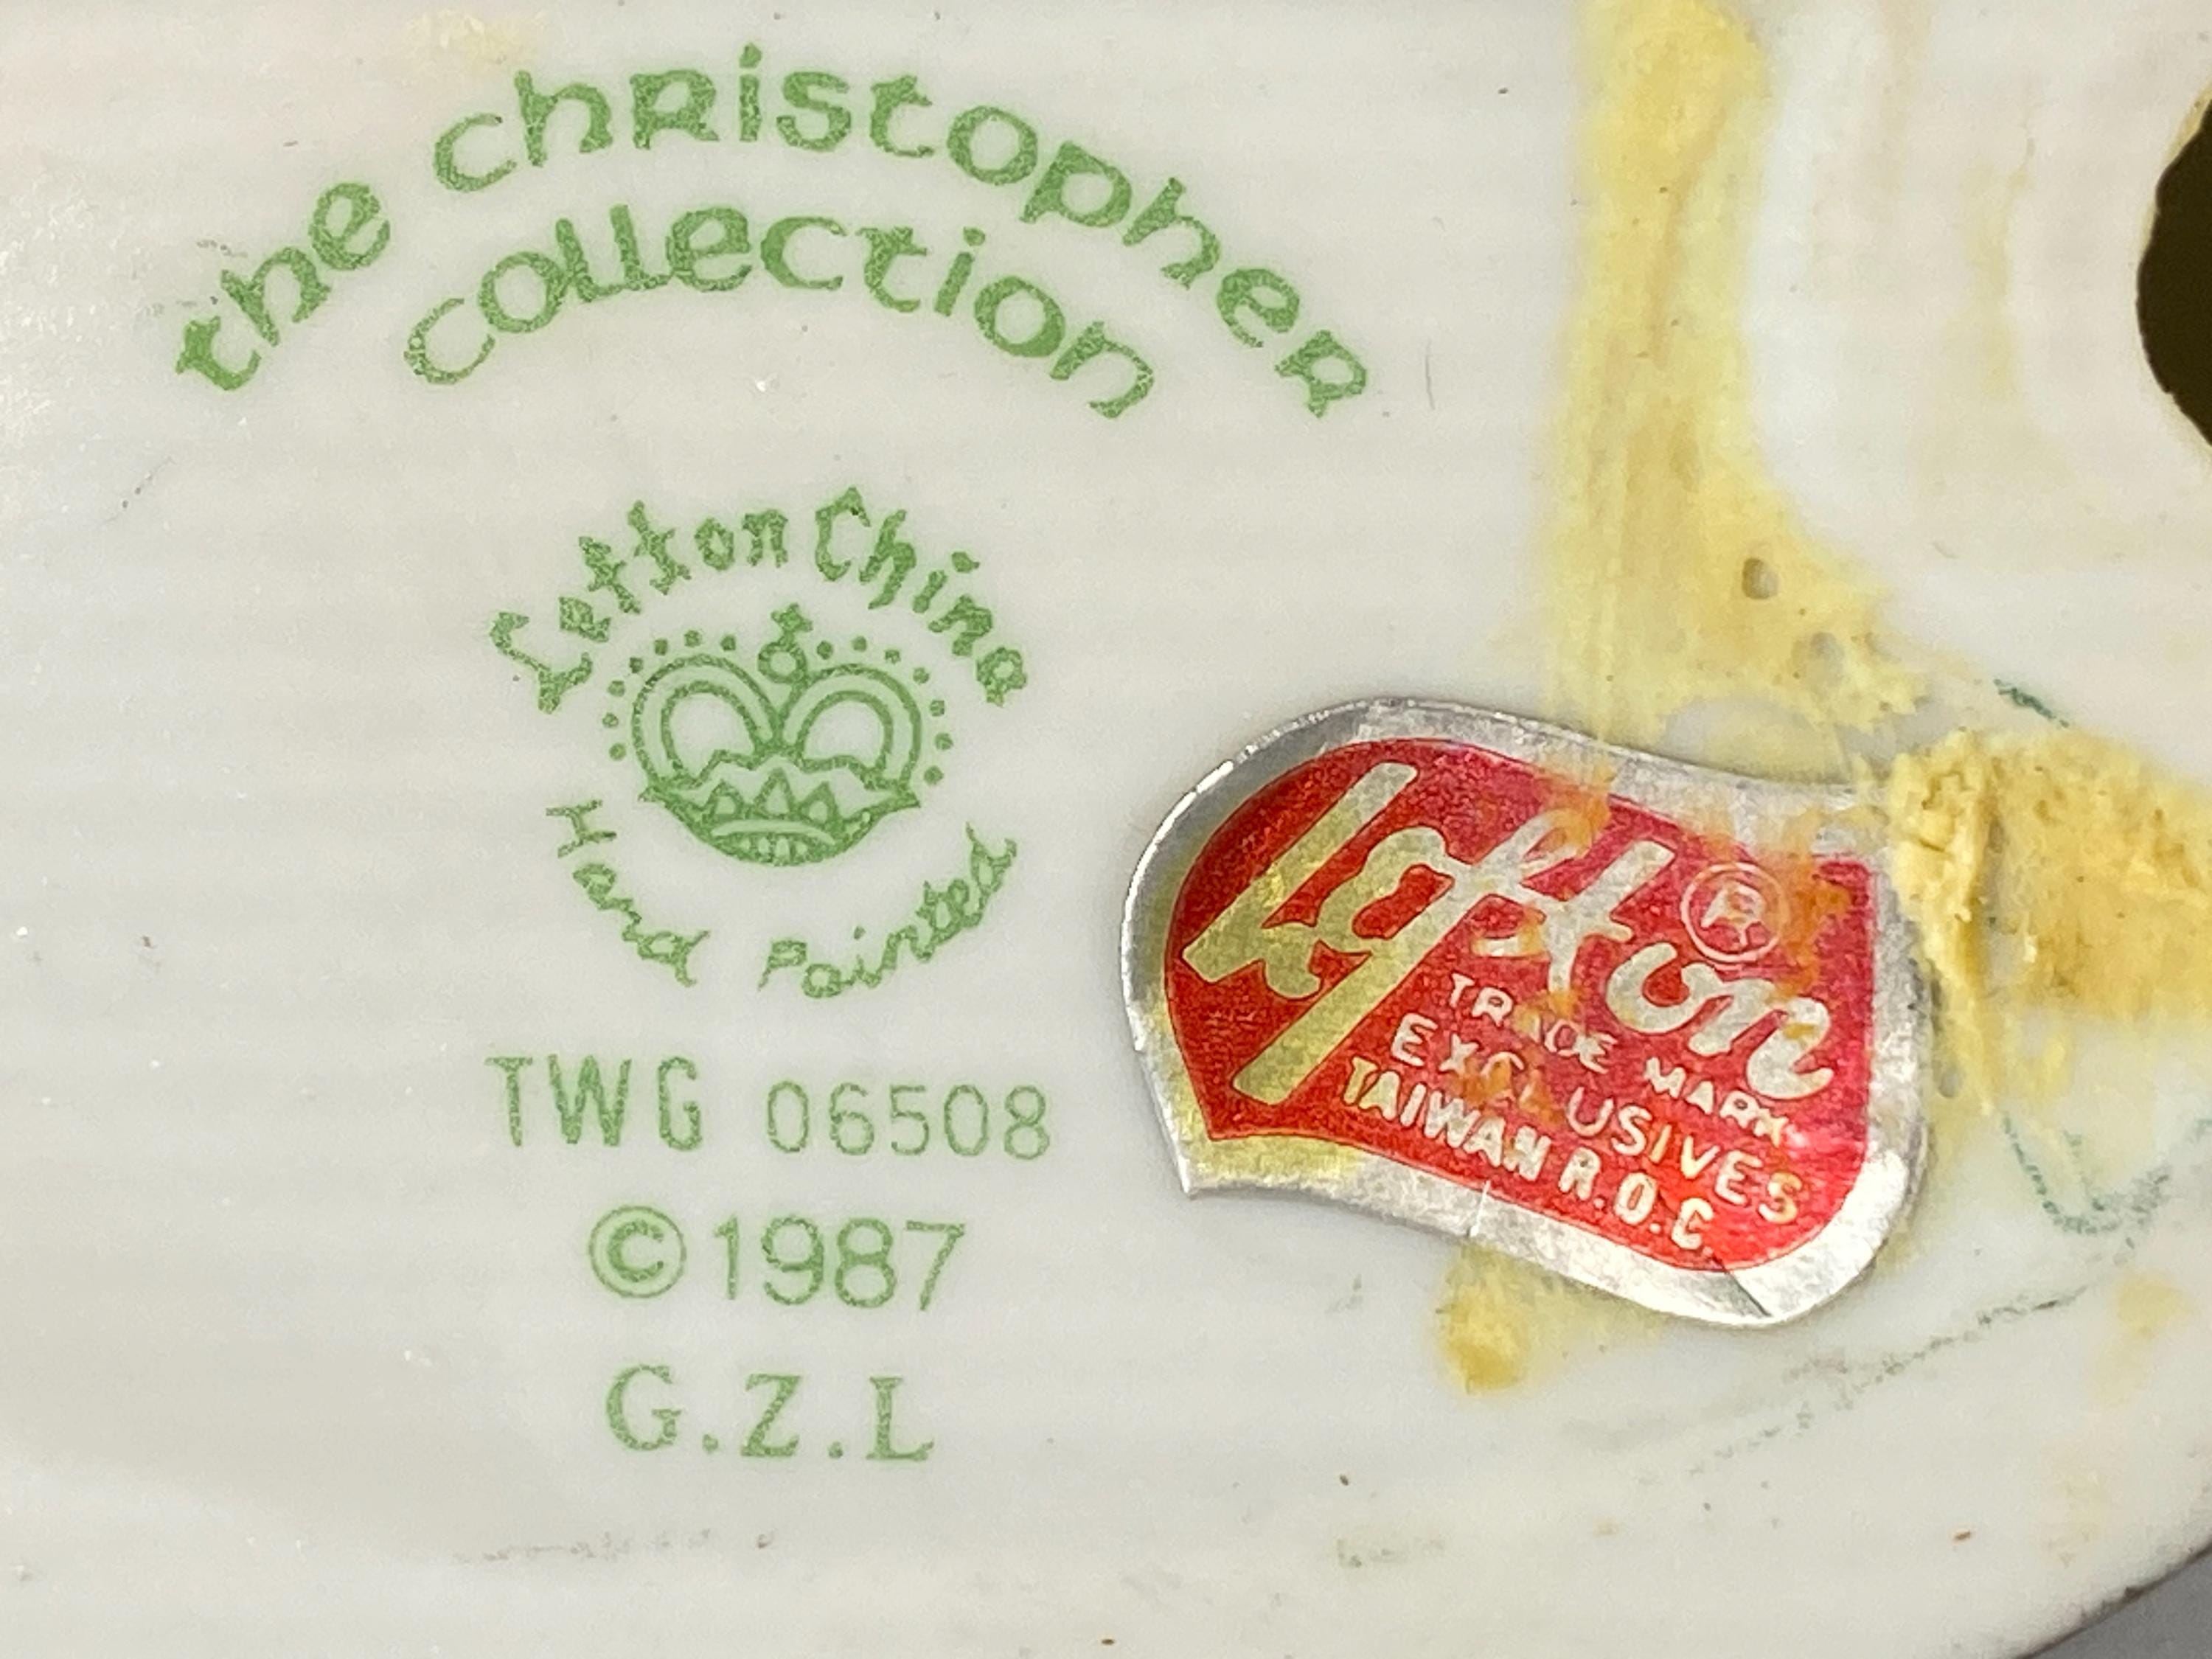 the christopher
collection
Lefton China
Hand Painted
TWG 06508
©1987
G.Z.L
Lefton ®
TRADE MARK
EXCLUSIVES
TAIWAN R.O.C.